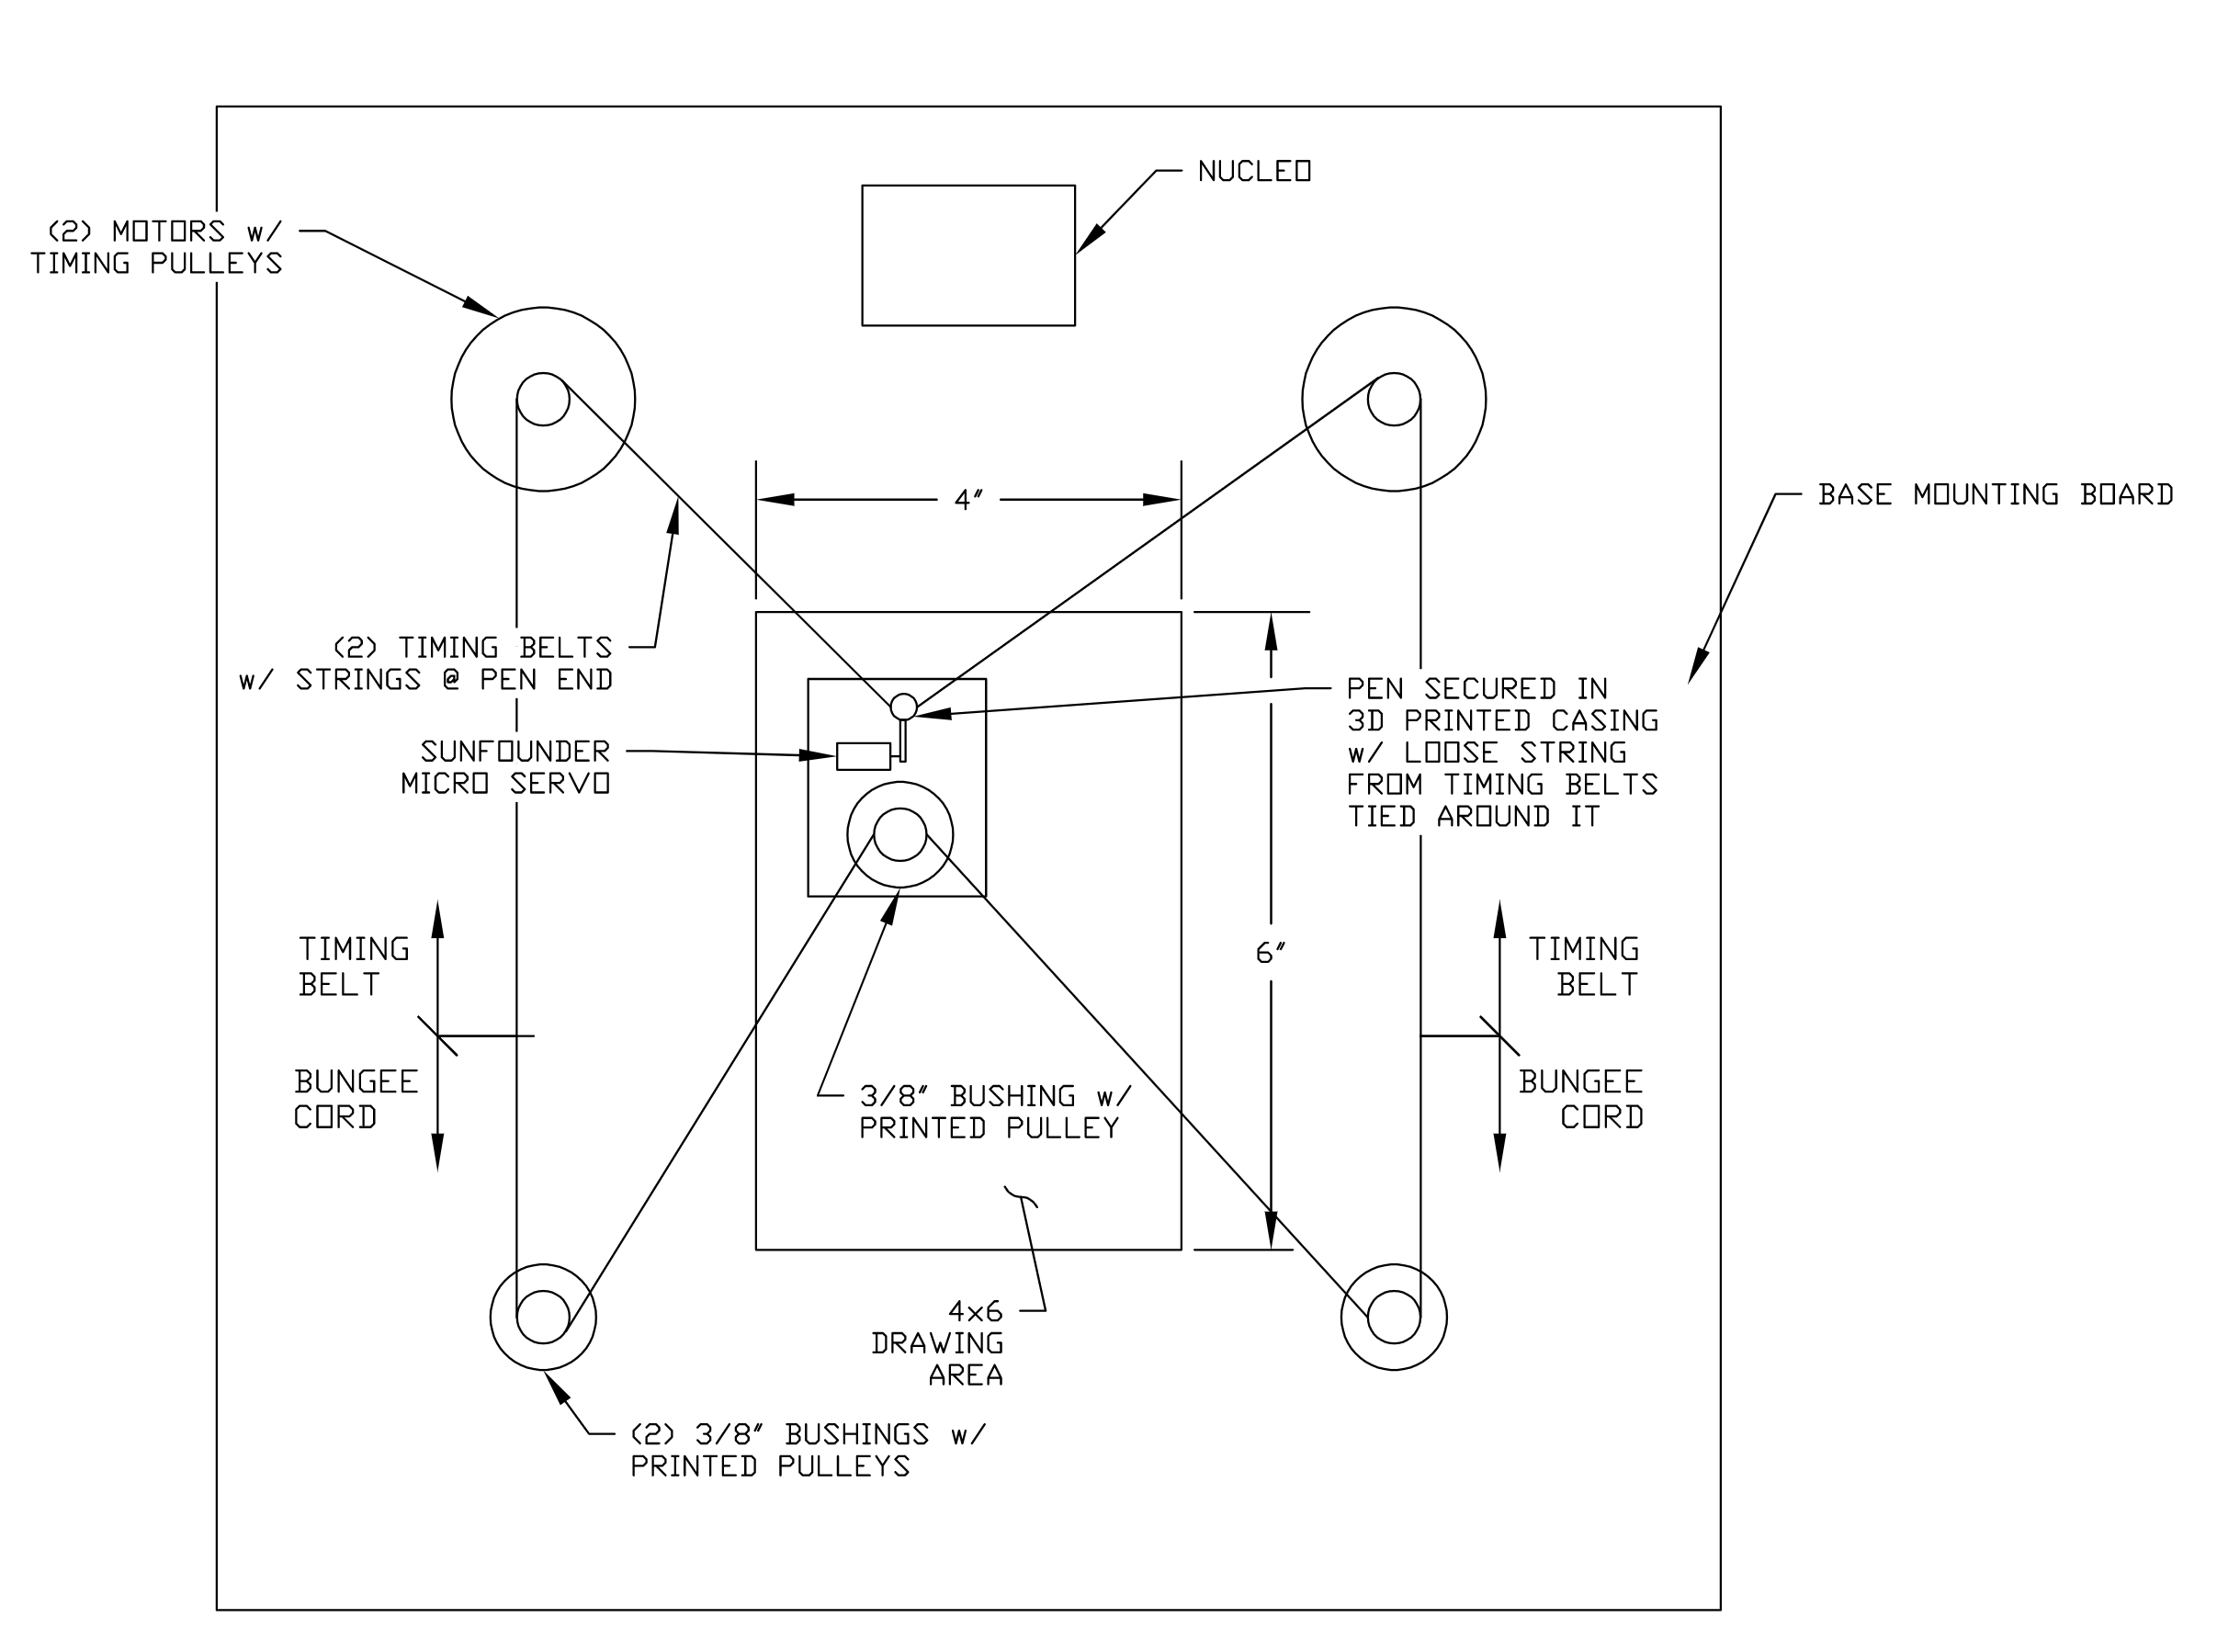 NUCLEO
(2) MOTORS w/
TIMING PULLEYS
4"
BASE MOUNTING BOARD
(2) TIMING BELTS
w/ STRINGS @ PEN END
PEN SECURED IN
3D PRINTED CASING
w/ LOOSE STRING
FROM TIMING BELTS
TIED AROUND IT
SUNFOUNDER
MICRO SERVO
TIMING
BELT
BUNGEE
CORD
6"
TIMING
BELT
BUNGEE
CORD
3/8" BUSHING w/
PRINTED PULLEY
4x6
DRAWING
AREA
(2) 3/8" BUSHINGS w/
PRINTED PULLEYS